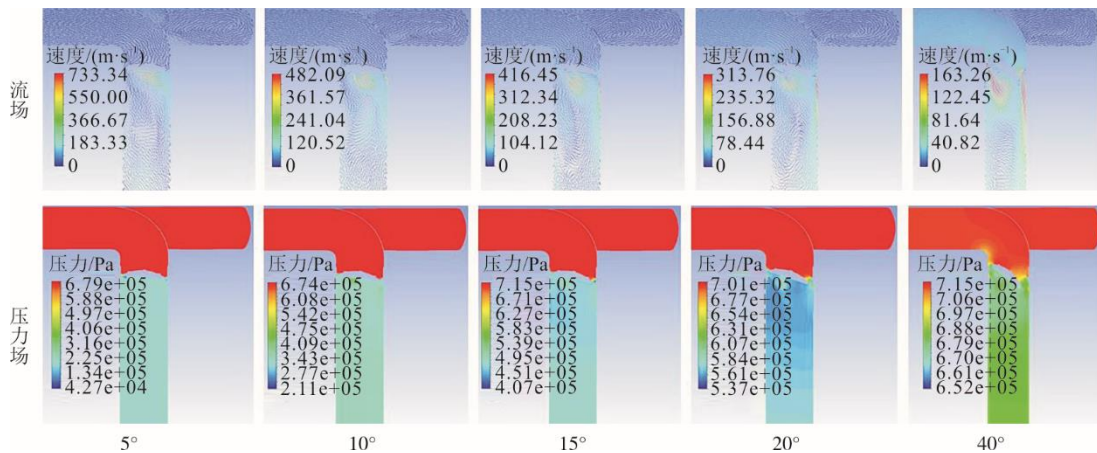 流场
速度/(m·s⁻¹)
733.34
550.00
366.67
183.33
0
速度/(m·s⁻¹)
482.09
361.57
241.04
120.52
0
速度/(m·s⁻¹)
416.45
312.34
208.23
104.12
0
速度/(m·s⁻¹)
313.76
235.32
156.88
78.44
0
速度/(m·s⁻¹)
163.26
122.45
81.64
40.82
0
压力场
压力/Pa
6.79e+05
5.88e+05
4.97e+05
4.06e+05
3.16e+05
2.25e+05
1.34e+05
4.27e+04
压力/Pa
6.74e+05
6.08e+05
5.42e+05
4.75e+05
4.09e+05
3.43e+05
2.77e+05
2.11e+05
压力/Pa
7.15e+05
6.71e+05
6.27e+05
5.83e+05
5.39e+05
4.95e+05
4.51e+05
4.07e+05
压力/Pa
7.01e+05
6.77e+05
6.54e+05
6.31e+05
6.07e+05
5.84e+05
5.61e+05
5.37e+05
压力/Pa
7.15e+05
7.06e+05
6.97e+05
6.88e+05
6.79e+05
6.70e+05
6.61e+05
6.52e+05
5°
10°
15°
20°
40°